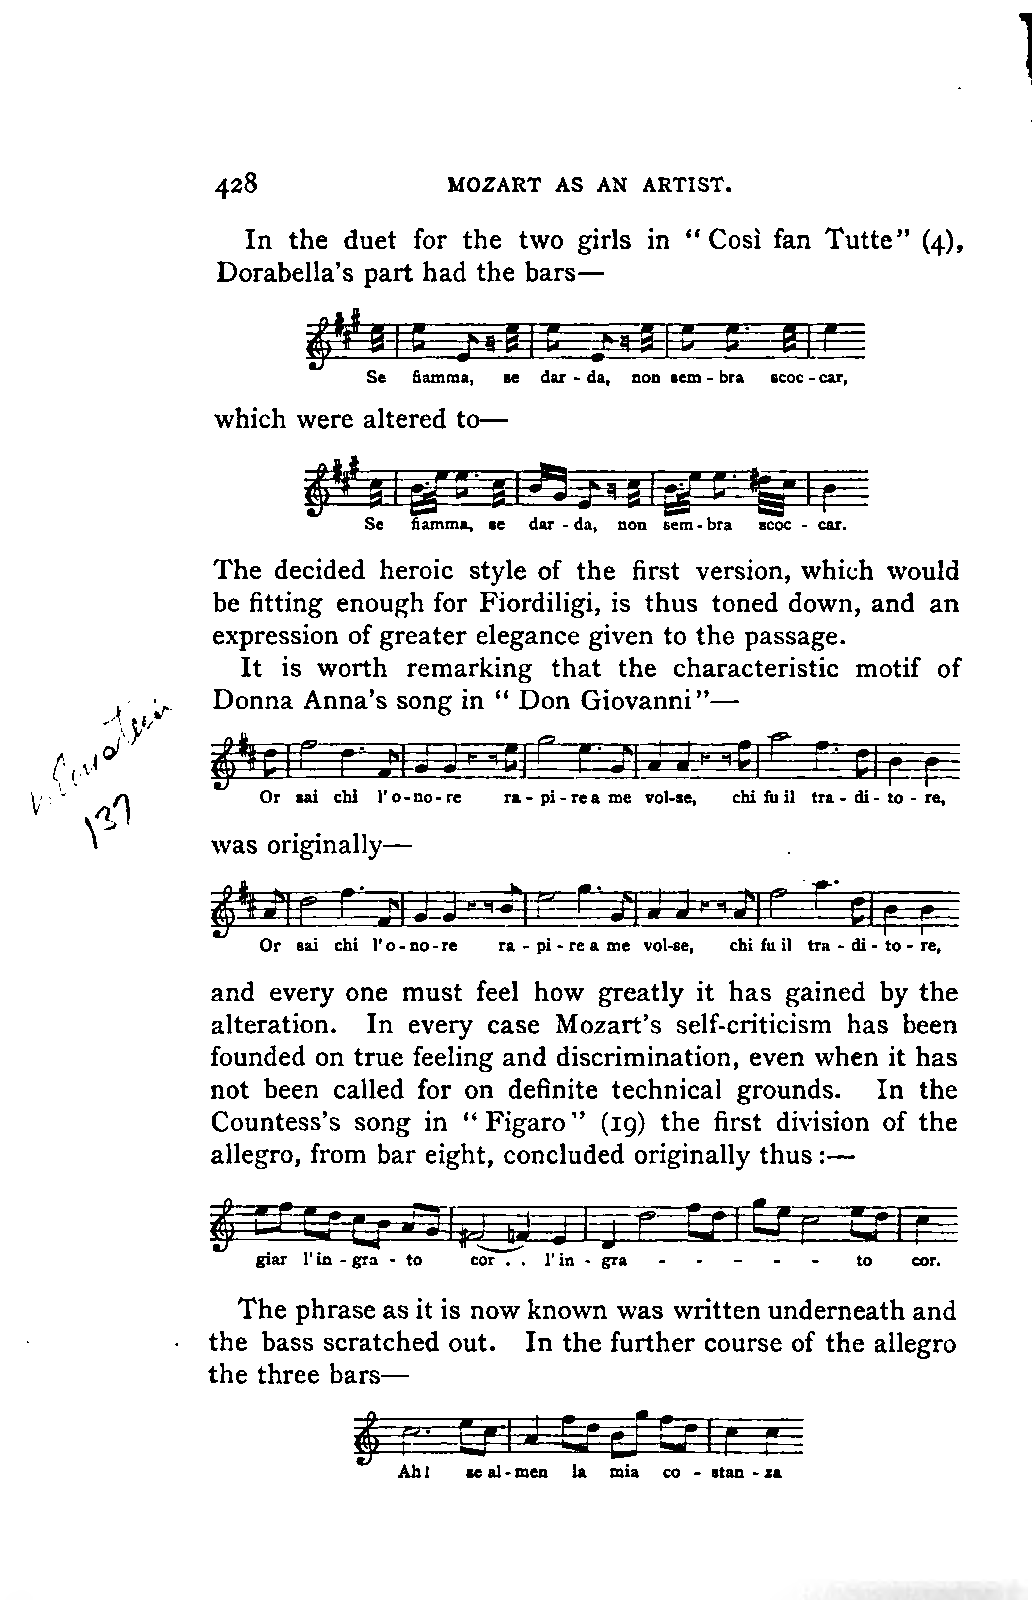 428 MOZART AS AN ARTIST.
In the duet for the two girls in “Così fan Tutte” (4),
Dorabella’s part had the bars—
Se fiamma, se dar - da, non sem - bra scoc - car,
which were altered to—
Se fiamma, se dar - da, non sem - bra scoc - car.
The decided heroic style of the first version, which would
be fitting enough for Fiordiligi, is thus toned down, and an
expression of greater elegance given to the passage.
It is worth remarking that the characteristic motif of
Donna Anna’s song in “Don Giovanni”—
Or sai chi l’o-no-re ra - pi - re a me vol-se, chi fu il tra - di - to - re,
137
was originally—
Or sai chi l’o-no-re ra - pi - re a me vol-se, chi fu il tra - di - to - re,
and every one must feel how greatly it has gained by the
alteration. In every case Mozart’s self-criticism has been
founded on true feeling and discrimination, even when it has
not been called for on definite technical grounds. In the
Countess’s song in “Figaro” (19) the first division of the
allegro, from bar eight, concluded originally thus:—
giar l’in - gra - to cor . . l’in - gra - - - - - to cor.
The phrase as it is now known was written underneath and
the bass scratched out. In the further course of the allegro
the three bars—
Ah! se al-men la mia co - stan - za